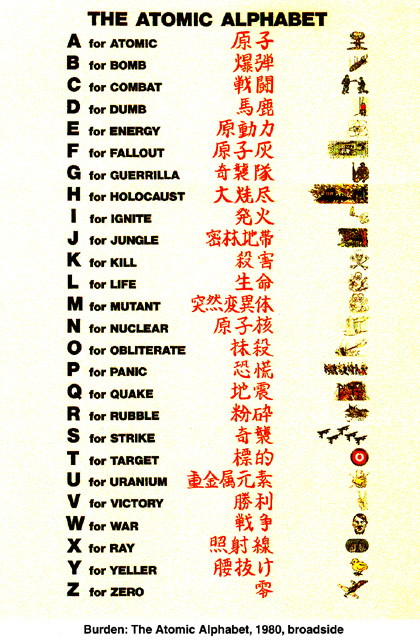 THE ATOMIC ALPHABET
A for ATOMIC 原子
B for BOMB 爆弾
C for COMBAT 戦闘
D for DUMB 馬鹿
E for ENERGY 原動力
F for FALLOUT 原子灰
G for GUERRILLA 奇襲隊
H for HOLOCAUST 大焼尽
I for IGNITE 発火
J for JUNGLE 密林地帯
K for KILL 殺害
L for LIFE 生命
M for MUTANT 突然変異体
N for NUCLEAR 原子核
O for OBLITERATE 抹殺
P for PANIC 恐慌
Q for QUAKE 地震
R for RUBBLE 粉砕
S for STRIKE 奇襲
T for TARGET 標的
U for URANIUM 重金属元素
V for VICTORY 勝利
W for WAR 戦争
X for RAY 照射線
Y for YELLER 腰抜け
Z for ZERO 零
Burden: The Atomic Alphabet, 1980, broadside